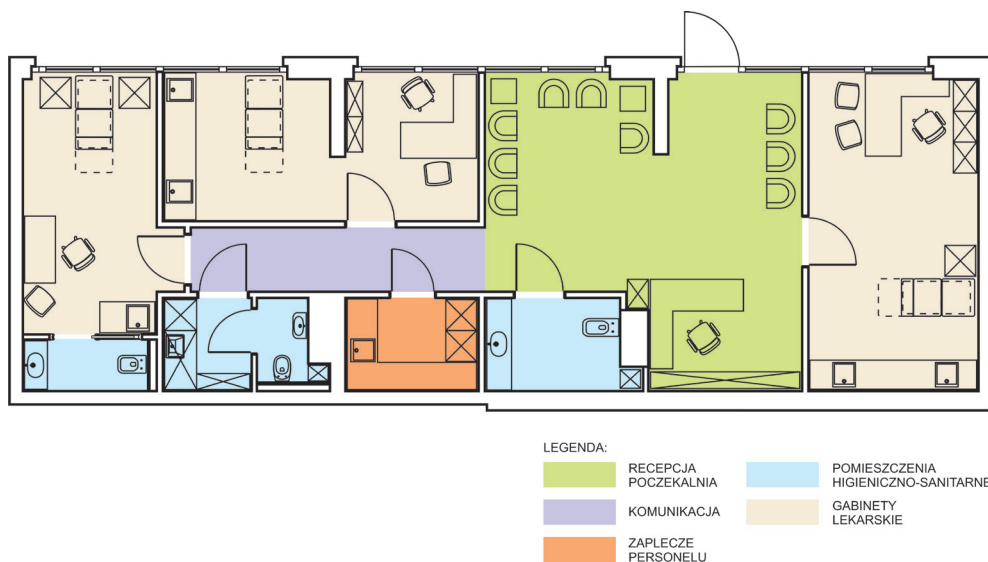 LEGENDA:
RECEPCJA
POCZEKALNIA
KOMUNIKACJA
ZAPLECZE
PERSONELU
POMIESZCZENIA
HIGIENICZNO-SANITARNE
GABINETY
LEKARSKIE